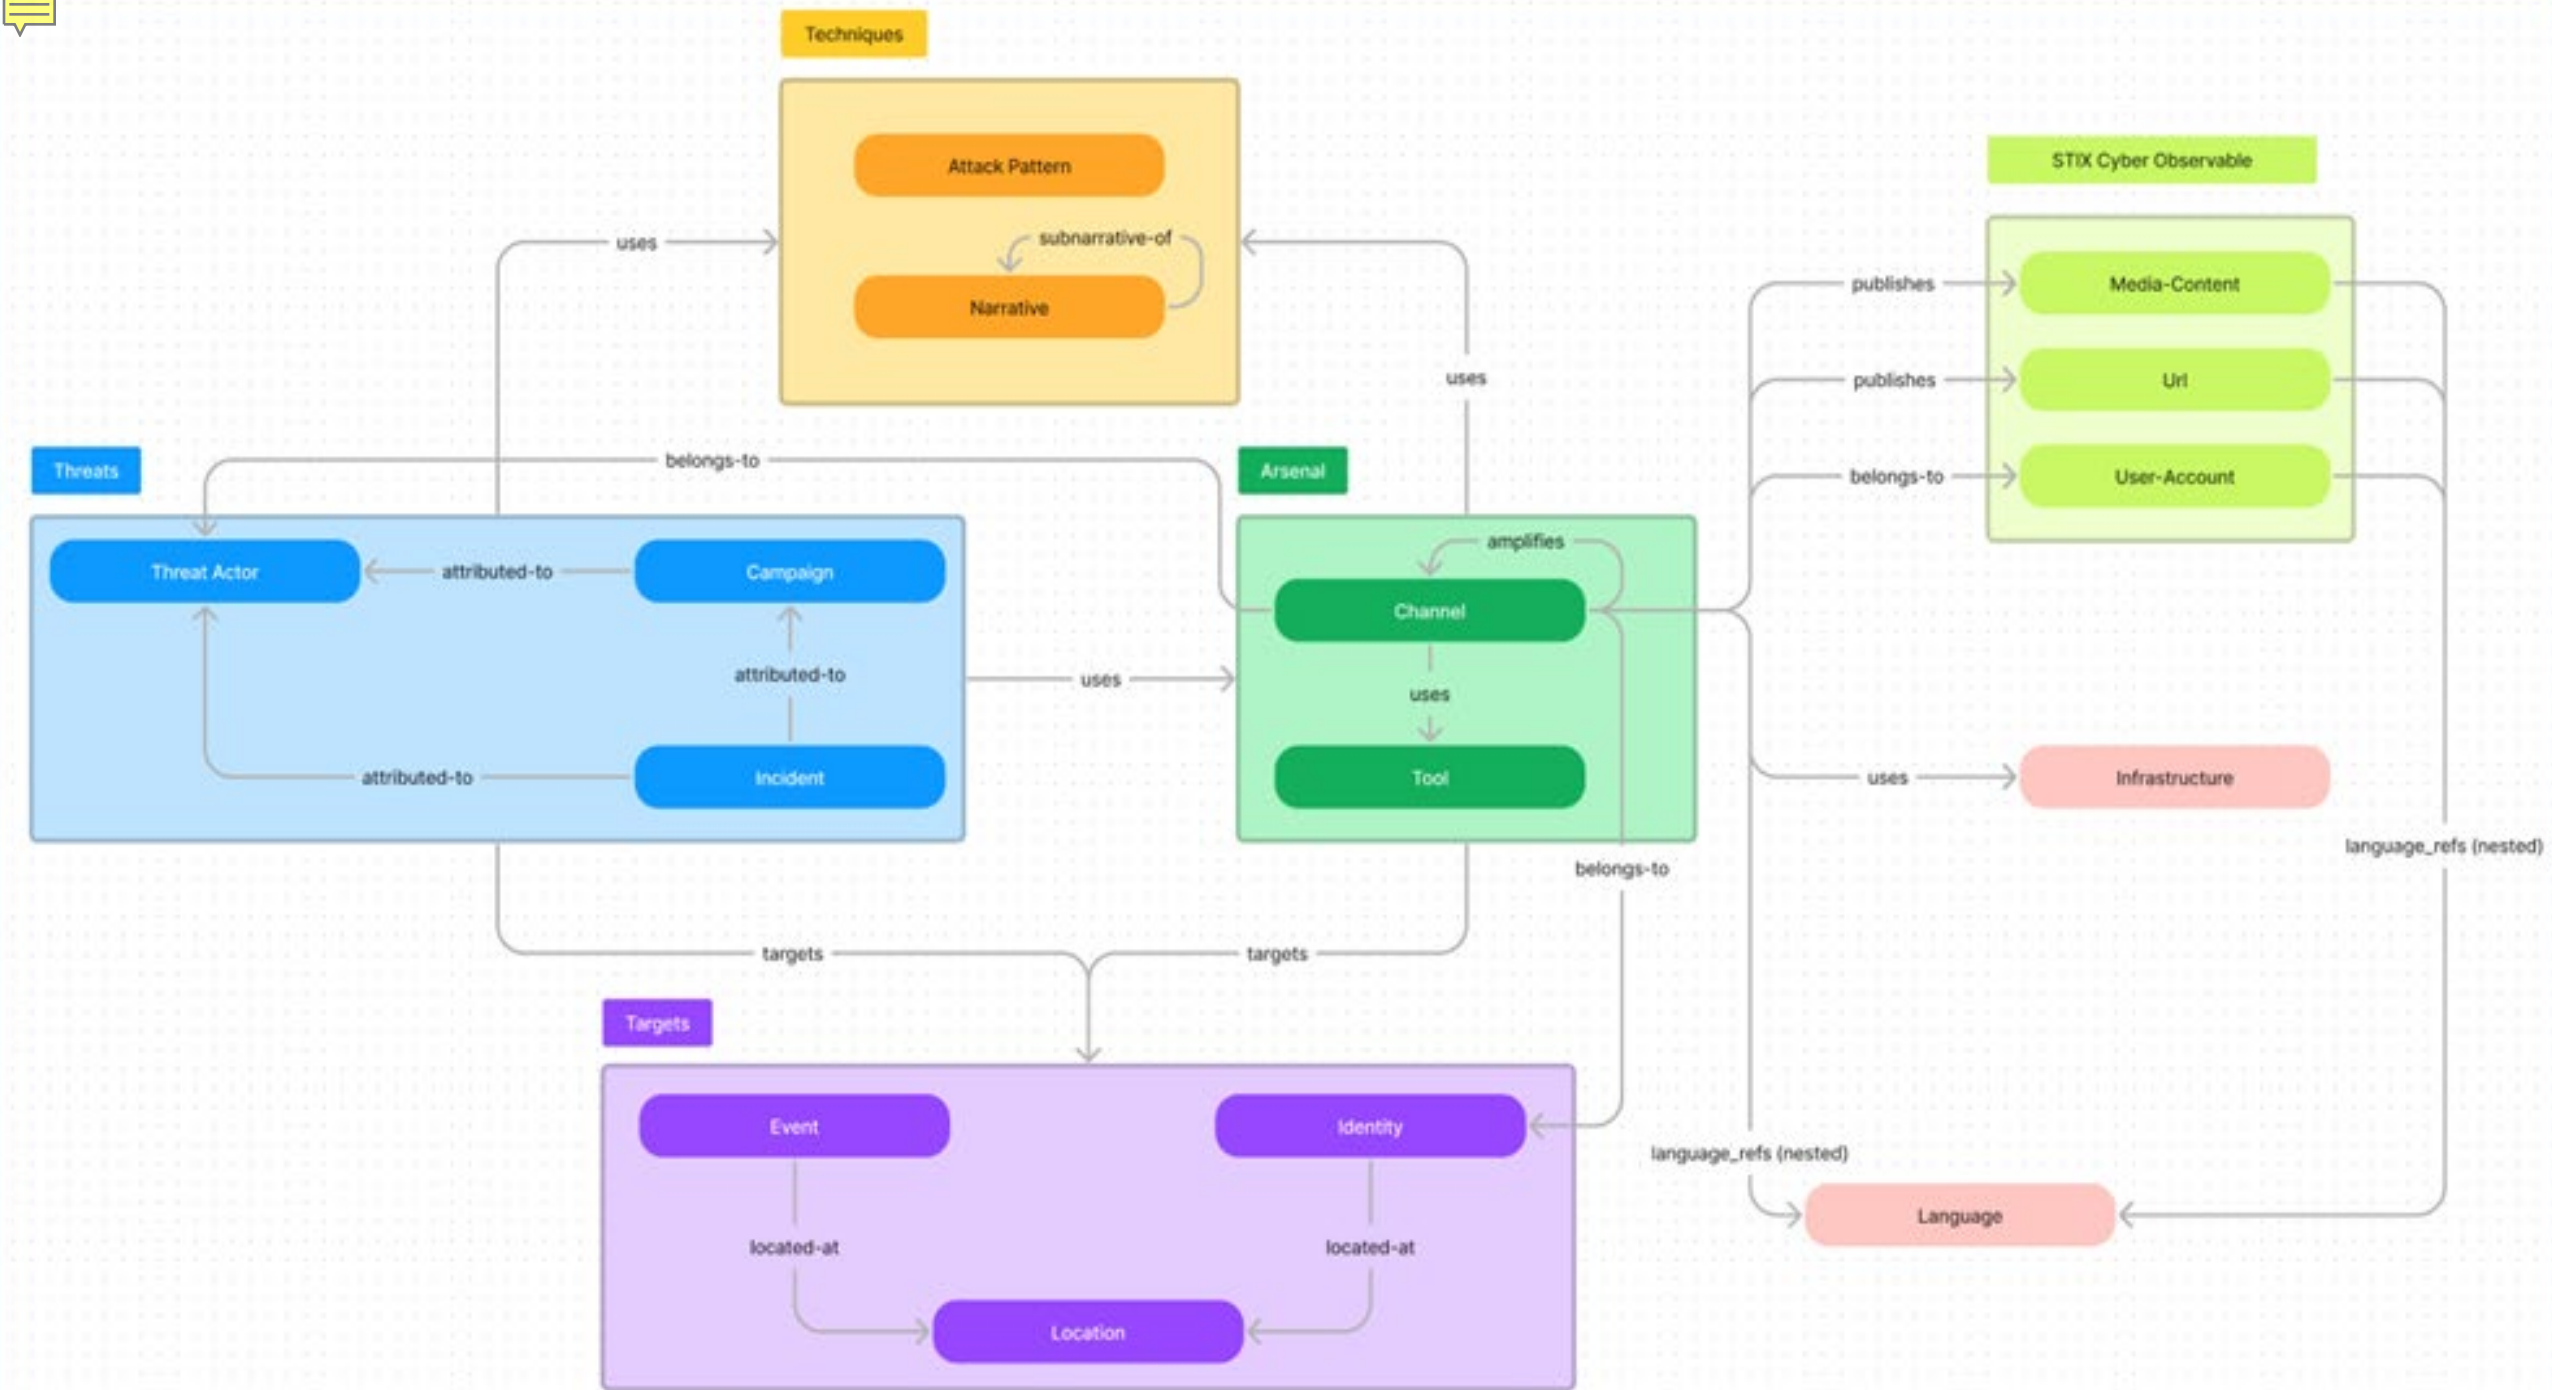 Techniques
Attack Pattern
subnarrative-of
Narrative
uses
uses
STIX Cyber Observable
publishes
Media-Content
publishes
Url
belongs-to
User-Account
Threats
belongs-to
Arsenal
Threat Actor
attributed-to
Campaign
attributed-to
attributed-to
Incident
uses
amplifies
Channel
uses
Tool
uses
Infrastructure
language_refs (nested)
belongs-to
targets
targets
Targets
Event
Identity
located-at
located-at
Location
language_refs (nested)
Language